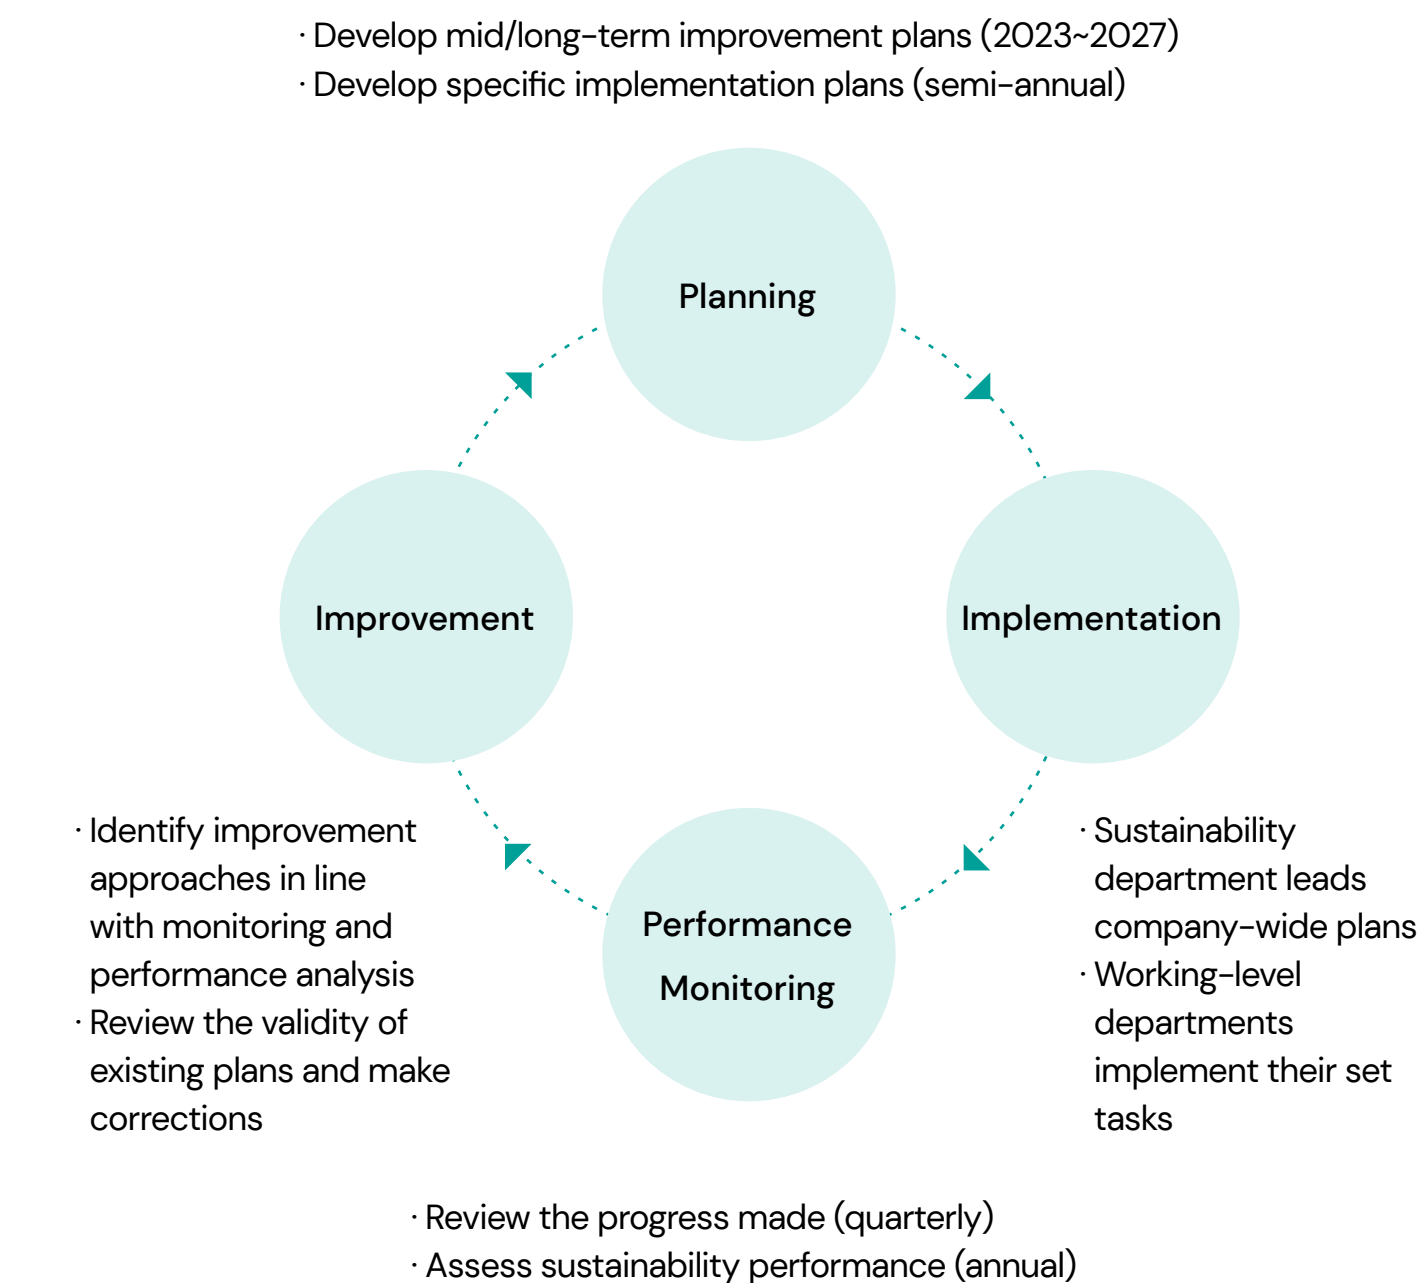 · Develop mid/long-term improvement plans (2023~2027)
· Develop specific implementation plans (semi-annual)
Planning
Improvement
Implementation
· Identify improvement
approaches in line
with monitoring and
performance analysis
· Review the validity of
existing plans and make
corrections
Performance
Monitoring
· Sustainability
department leads
company-wide plans
· Working-level
departments
implement their set
tasks
· Review the progress made (quarterly)
· Assess sustainability performance (annual)